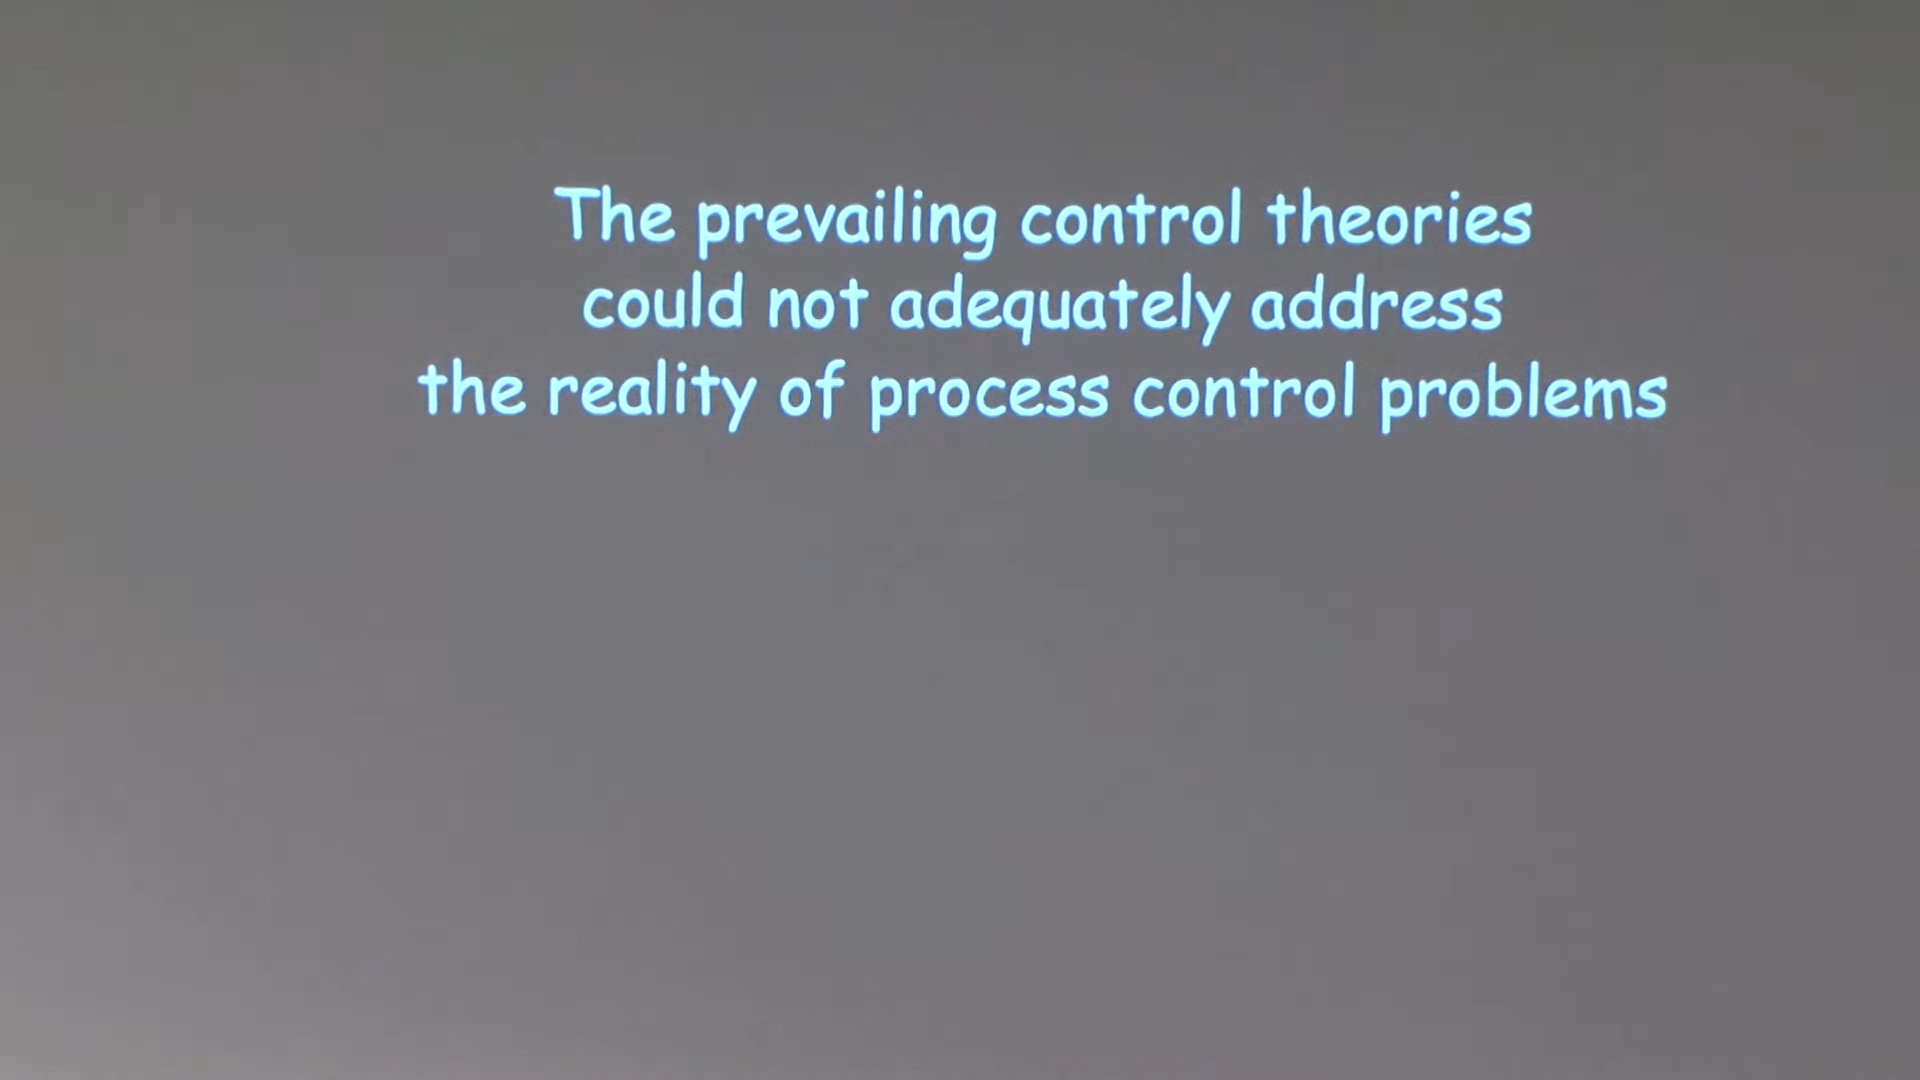 The prevailing control theories
could not adequately address
the reality of process control problems